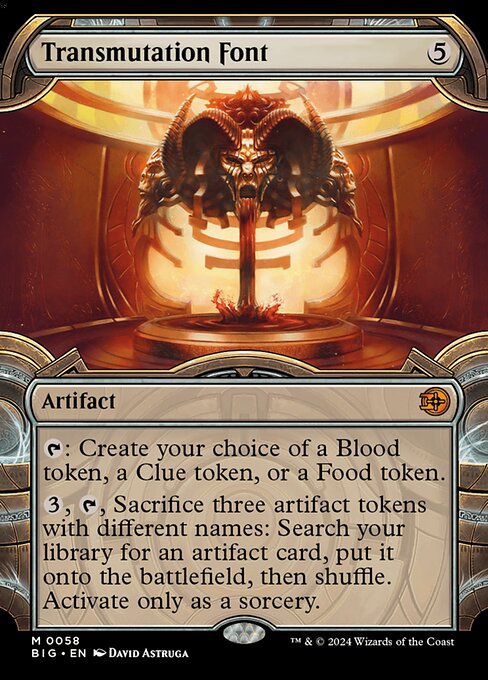 Transmutation Font 5
Artifact
: Create your choice of a Blood
token, a Clue token, or a Food token.
3, , Sacrifice three artifact tokens
with different names: Search your
library for an artifact card, put it
onto the battlefield, then shuffle.
Activate only as a sorcery.
M 0058
BIG • EN David Astruga
™ & © 2024 Wizards of the Coast